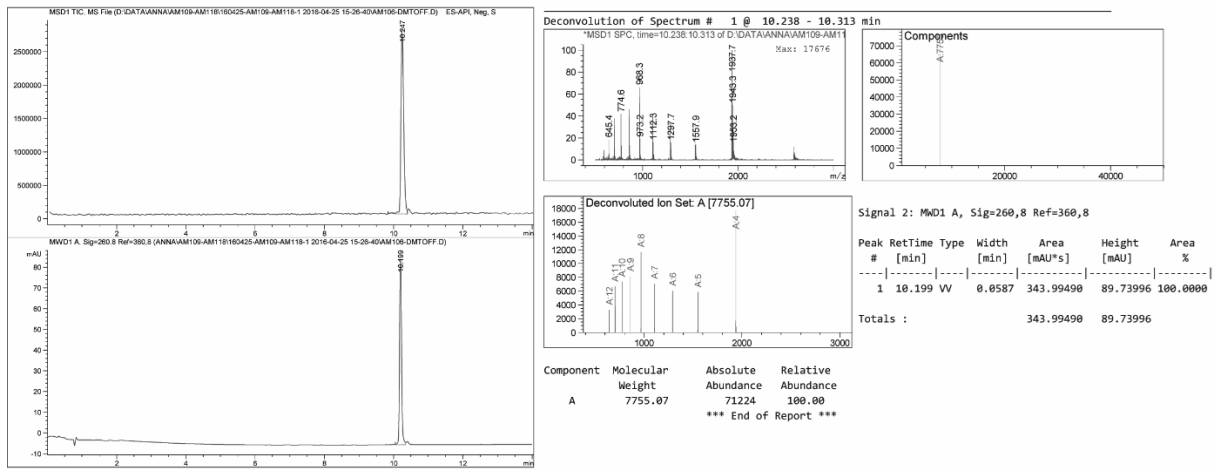 MSD1 TIC, MS File (D:\DATA\ANNA\AM118\160425-AM109-AM118-1 2016-04-25 15-26-40\AM106-DMTOFF.D) ES-API, Neg, S
10.247
2500000
2000000
1500000
1000000
500000
0
2 4 6 8 10 12 min
MWD1 A, Sig=260,8 Ref=360,8 (ANNA\AM109-AM118\160425-AM109-AM118-1 2016-04-25 15-26-40\AM106-DMTOFF.D)
mAU
10.199
80
60
50
40
30
20
10
0
-10
2 4 6 8 10 12 min
Deconvolution of Spectrum # 1 @ 10.238 - 10.313 min
*MSD1 SPC, time=10.238:10.313 of D:\DATA\ANNA\AM109-AM11
Max: 17676
100
80
60
40
20
0
645.4
774.6
968.3
973.2
1112.3
1297.7
1557.9
1937.7
1943.3
1953.2
1000 2000 m/z
Components
A:775
70000
60000
50000
40000
30000
20000
10000
0
20000 40000
Deconvoluted Ion Set: A [7755.07]
18000
16000
14000
12000
10000
8000
6000
4000
2000
0
A:12
A:11
A:10
A:9
A:8
A:7
A:6
A:5
A:4
1000 2000 3000
Component Molecular Absolute Relative
Weight Abundance Abundance
A 7755.07 71224 100.00
*** End of Report ***
Signal 2: MWD1 A, Sig=260,8 Ref=360,8
Peak RetTime Type Width Area Height Area
# [min] [min] [mAU*s] [mAU] %
----|-------|----|-------|----------|----------|--------|
1 10.199 VV 0.0587 343.99490 89.73996 100.0000
Totals : 343.99490 89.73996